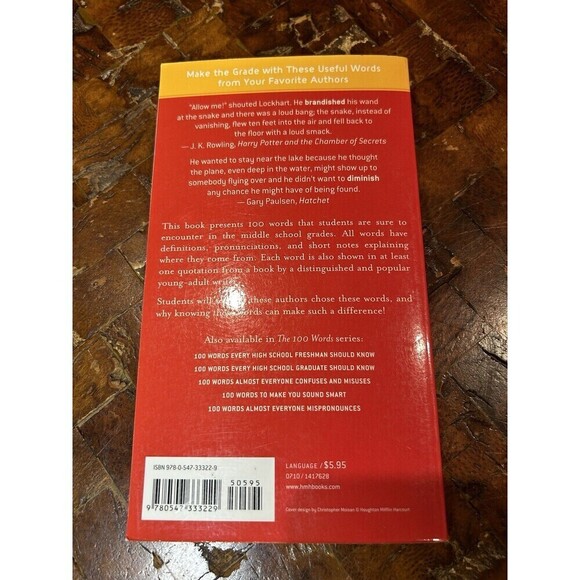 Make the Grade with These Useful Words
from Your Favorite Authors
"Allow me!" shouted Lockhart. He brandished his wand
at the snake and there was a loud bang; the snake, instead of
vanishing, flew ten feet into the air and fell back to
the floor with a loud smack.
— J. K. Rowling, Harry Potter and the Chamber of Secrets
He wanted to stay near the lake because he thought
the plane, even deep in the water, might show up to
somebody flying over and he didn't want to diminish
any chance he might have of being found.
— Gary Paulsen, Hatchet
This book presents 100 words that students are sure to
encounter in the middle school grades. All words have
definitions, pronunciations, and short notes explaining
where they come from. Each word is also shown in at least
one quotation from a book by a distinguished and popular
young-adult
Students will these authors chose these words, and
why knowing words can make such a difference!
Also available in The 100 Words series:
100 WORDS EVERY HIGH SCHOOL FRESHMAN SHOULD KNOW
100 WORDS EVERY HIGH SCHOOL GRADUATE SHOULD KNOW
100 WORDS ALMOST EVERYONE CONFUSES AND MISUSES
100 WORDS TO MAKE YOU SOUND SMART
100 WORDS ALMOST EVERYONE MISPRONOUNCES
ISBN 978-0-547-33322-9
50595
9780547333229
LANGUAGE / $5.95
0710 / 1417628
www.hmhbooks.com
Cover design by Christopher Moisan © Houghton Mifflin Harcourt